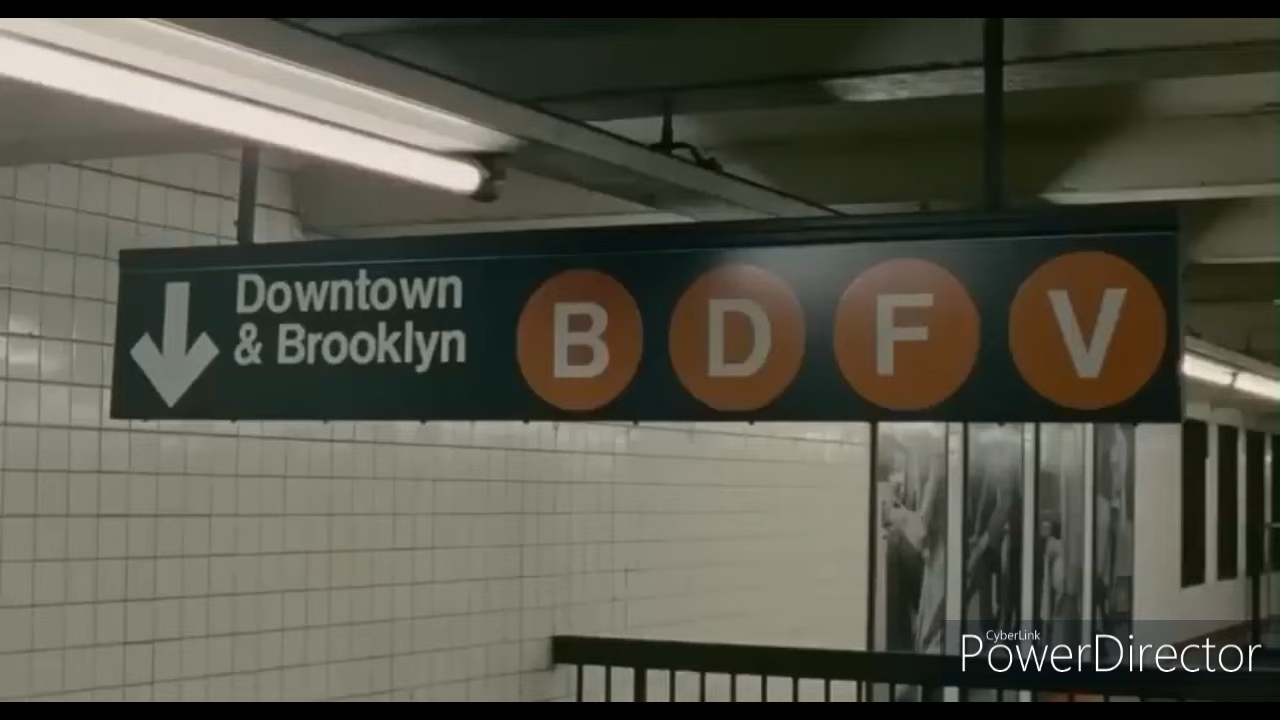 Downtown
& Brooklyn
B D F V
CyberLink
PowerDirector